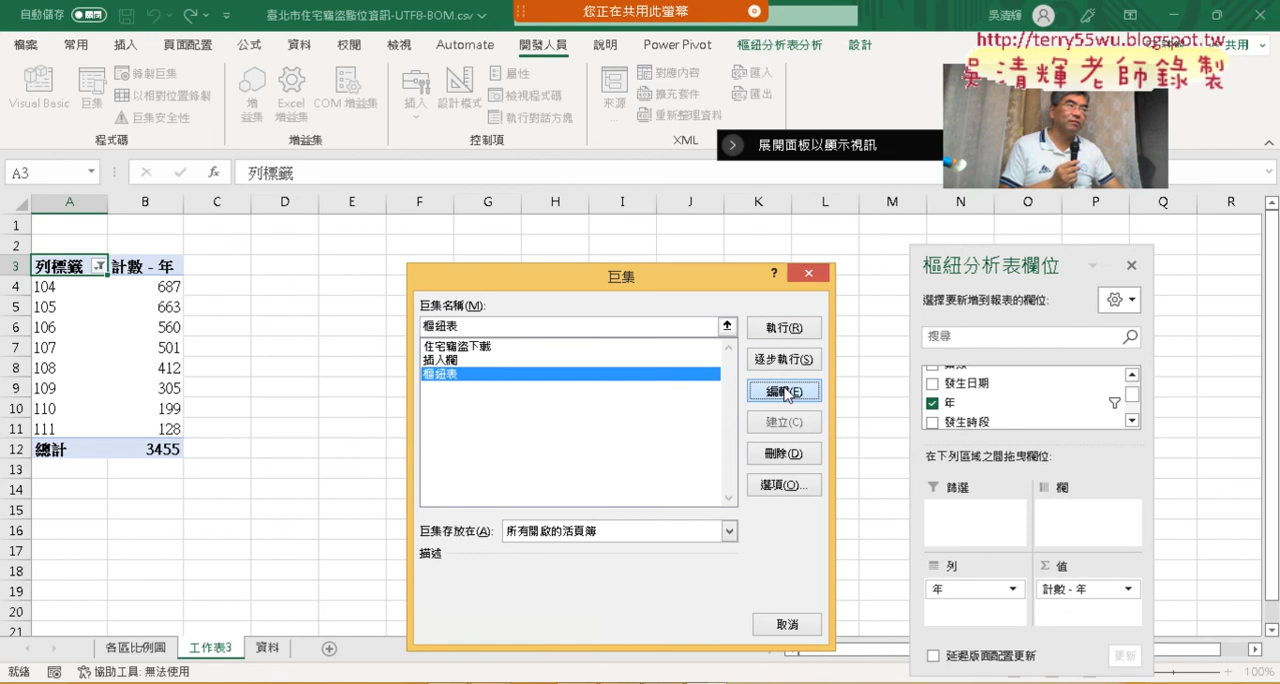 自動儲存
臺北市住宅竊盜點位資訊-UTF8-BOM.csv
您正在共用此螢幕
吳清輝
檔案 常用 插入 頁面配置 公式 資料 校閱 檢視 Automate 開發人員 說明 Power Pivot 樞紐分析表分析 設計
共用
http://terry55wu.blogspot.tw
吳清輝老師錄製
Visual Basic
巨集
錄製巨集
以相對位置錄製
巨集安全性
程式碼
增益集
Excel 增益集
COM 增益集
增益集
插入
設計模式
屬性
檢視程式碼
執行對話方塊
控制項
來源
對應內容
擴充套件
重新整理資料
匯入
匯出
XML
展開面板以顯示視訊
A3
fx
列標籤
A B C D E F G H I J K L M N O P Q R
1
2
3 列標籤 計數 - 年
4 104 687
5 105 663
6 106 560
7 107 501
8 108 412
9 109 305
10 110 199
11 111 128
12 總計 3455
13
14
15
16
17
18
19
20
21
巨集
?
巨集名稱(M):
樞紐表
住宅竊盜下載
插入欄
樞紐表
執行(R)
逐步執行(S)
編輯(E)
建立(C)
刪除(D)
選項(O)...
巨集存放在(A): 所有開啟的活頁簿
描述
取消
樞紐分析表欄位
選擇要新增到報表的欄位:
搜尋
發生日期
年
發生時段
在下列區域之間拖曳欄位:
篩選
欄
列
值
年
計數 - 年
延遲版面配置更新
更新
各區比例圖 工作表3 資料
就緒
協助工具: 無法使用
100%